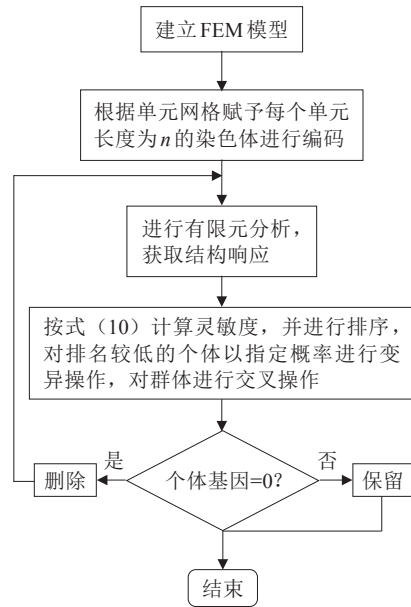 建立FEM模型
根据单元网格赋予每个单元
长度为n的染色体进行编码
进行有限元分析，
获取结构响应
按式（10）计算灵敏度，并进行排序，
对排名较低的个体以指定概率进行变
异操作，对群体进行交叉操作
个体基因=0?
是
否
删除
保留
结束